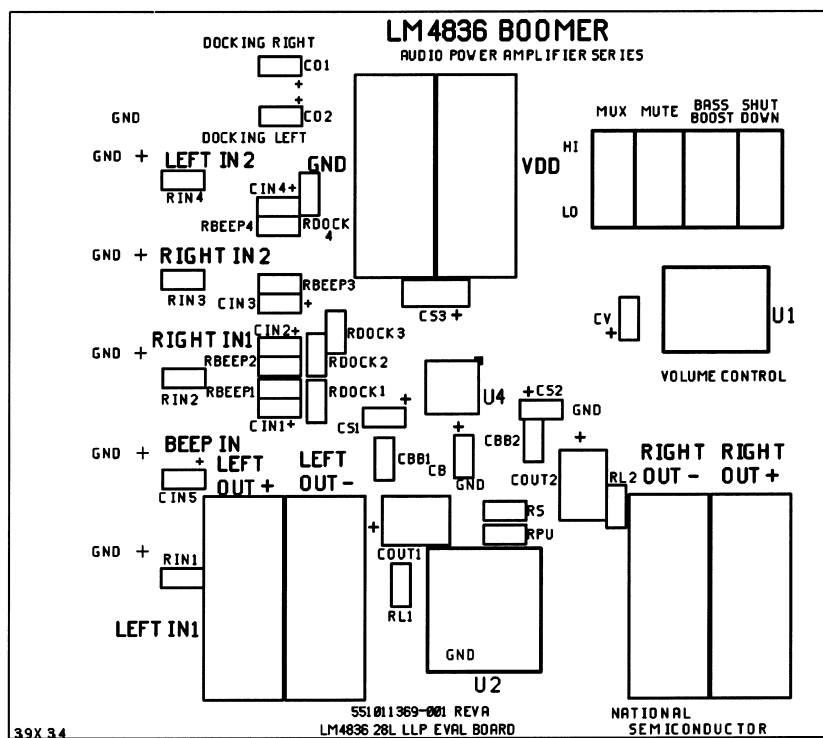 LM4836 BOOMER
AUDIO POWER AMPLIFIER SERIES
DOCKING RIGHT
CO1
+
+
CO2
DOCKING LEFT
GND
MUX
MUTE
BASS
BOOST
SHUT
DOWN
HI
LO
GND +
LEFT IN2
RIN4
GND
VDD
CIN4+
RBEEP4
RDOCK
4
GND +
RIGHT IN2
RIN3
RBEEP3
CIN3
+
CS3 +
CV
+
U1
VOLUME CONTROL
GND +
RIGHT IN1
RIN2
CIN2+
RBEEP2
RDOCK3
RDOCK2
RBEEP1
RDOCK1
CIN1+
+
CS1
U4
+
CS2
GND
GND +
BEEP IN
+
CIN5
LEFT
OUT +
LEFT
OUT -
CBB1
+
CB
GND
CBB2
+
COUT2
RL2
RIGHT
OUT -
RIGHT
OUT +
GND +
RIN1
LEFT IN1
+
COUT1
RL1
RS
RPU
GND
U2
551011369-001 REVA
LM4836 28L LLP EVAL BOARD
NATIONAL
SEMICONDUCTOR
3.9 X 3.4